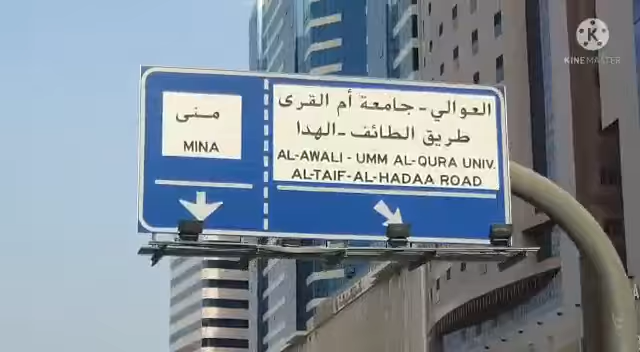 منى
MINA
العوالي - جامعة أم القرى
طريق الطائف - الهدا
AL-AWALI - UMM AL-QURA UNIV.
AL-TAIF-AL-HADAA ROAD
K
KINEMASTER